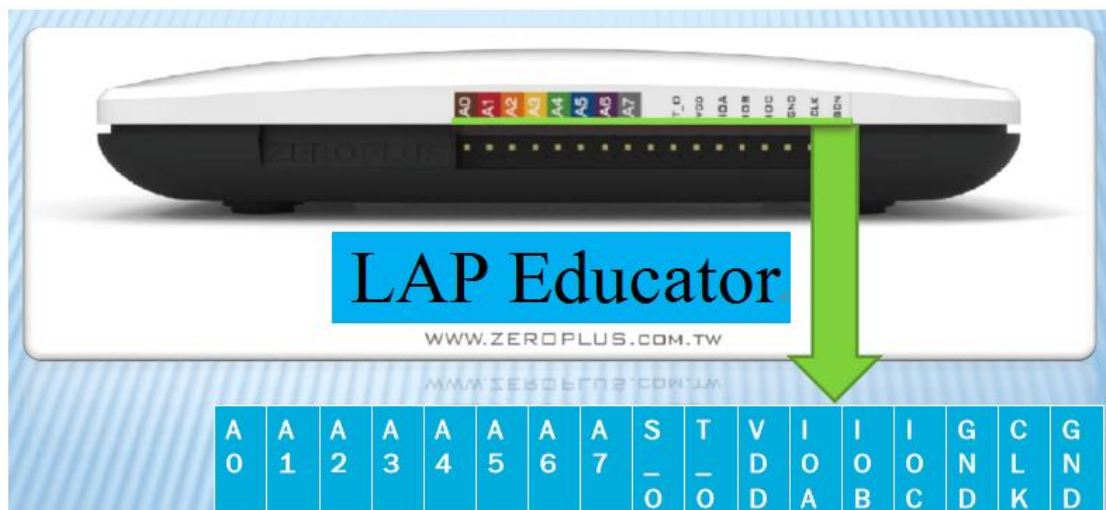 A0 A1 A2 A3 A4 A5 A6 A7 T_O VDD IOA IOB IOC GND CLK
ZEROPLUS
LAP Educator
WWW.ZEROPLUS.COM.TW
A0 A1 A2 A3 A4 A5 A6 A7 S_O T_O VDD IOA IOB IOC GND CLK GND